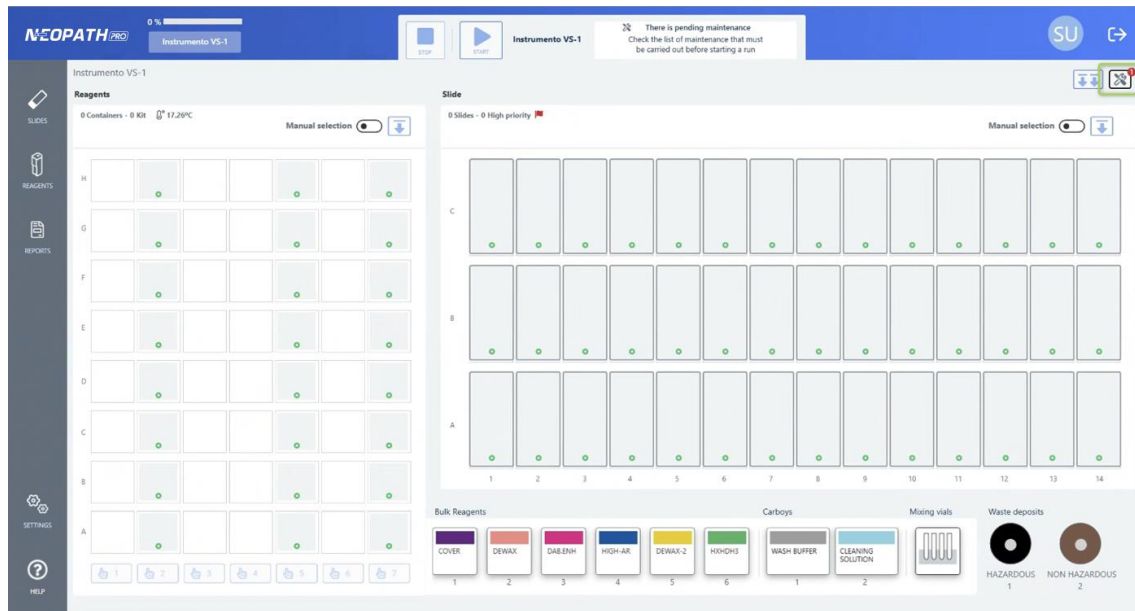 NEOPATH PRO
0 %
Instrumento VS-1
STOP
START
Instrumento VS-1
There is pending maintenance
Check the list of maintenance that must
be carried out before starting a run
SU
Instrumento VS-1
SLIDES
REAGENTS
REPORTS
SETTINGS
HELP
Reagents
0 Containers - 0 Kit 17.26ºC
Manual selection
H
G
F
E
D
C
B
A
1 2 3 4 5 6 7
Slide
0 Slides - 0 High priority
Manual selection
C
B
A
1 2 3 4 5 6 7 8 9 10 11 12 13 14
Bulk Reagents
COVER
DEWAX
DAB.ENH
HIGH-AR
DEWAX-2
HXHDH3
1 2 3 4 5 6
Carboys
WASH BUFFER
CLEANING
SOLUTION
1 2
Mixing vials
Waste deposits
HAZARDOUS
1
NON HAZARDOUS
2